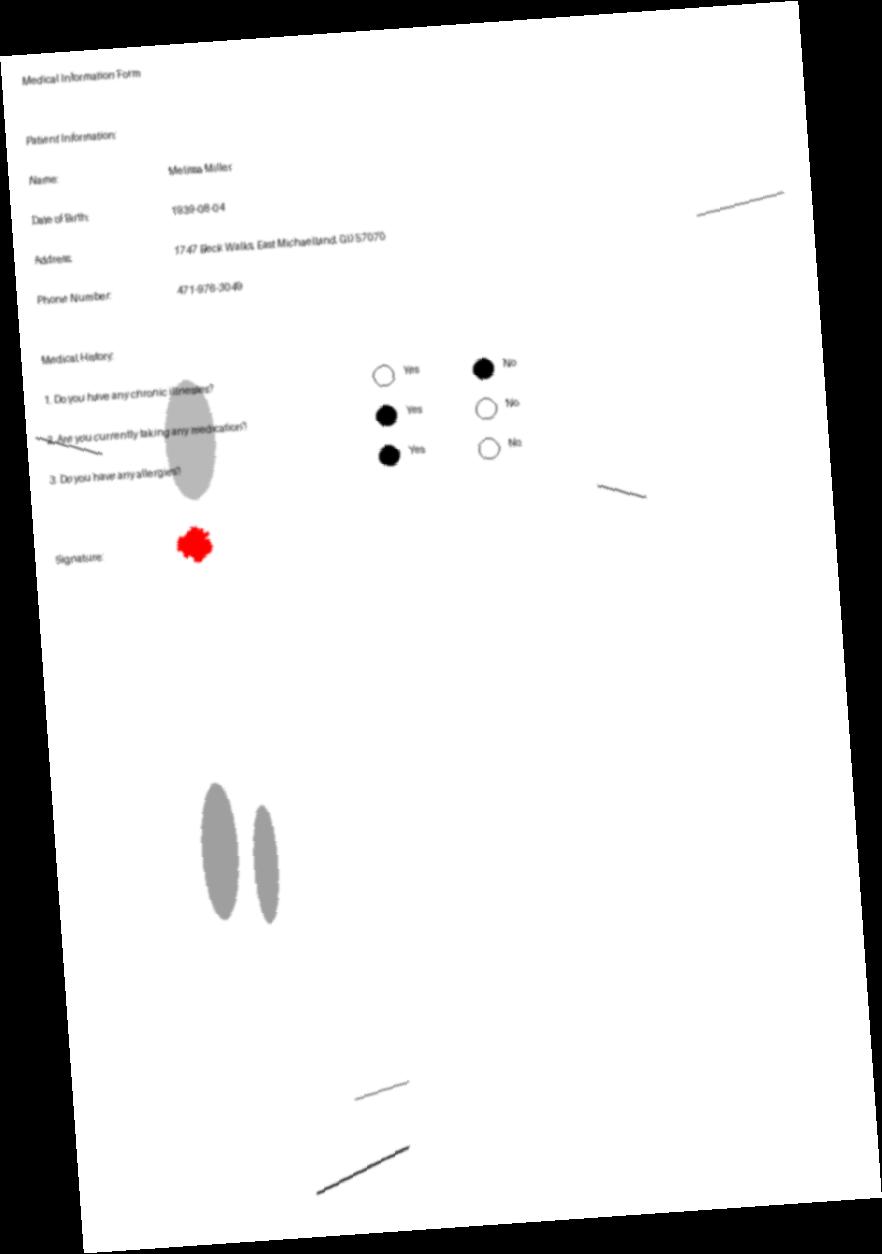 Medical Information Form
Patient Information:
Name: Melissa Miller
Date of Birth: 1939-08-04
Address: 1747 Beck Walks, East Michaelland, GU 57070
Phone Number: 471-976-3049
Medical History:
1. Do you have any chronic illnesses? Yes No
2. Are you currently taking any medication? Yes No
3. Do you have any allergies? Yes No
Signature: